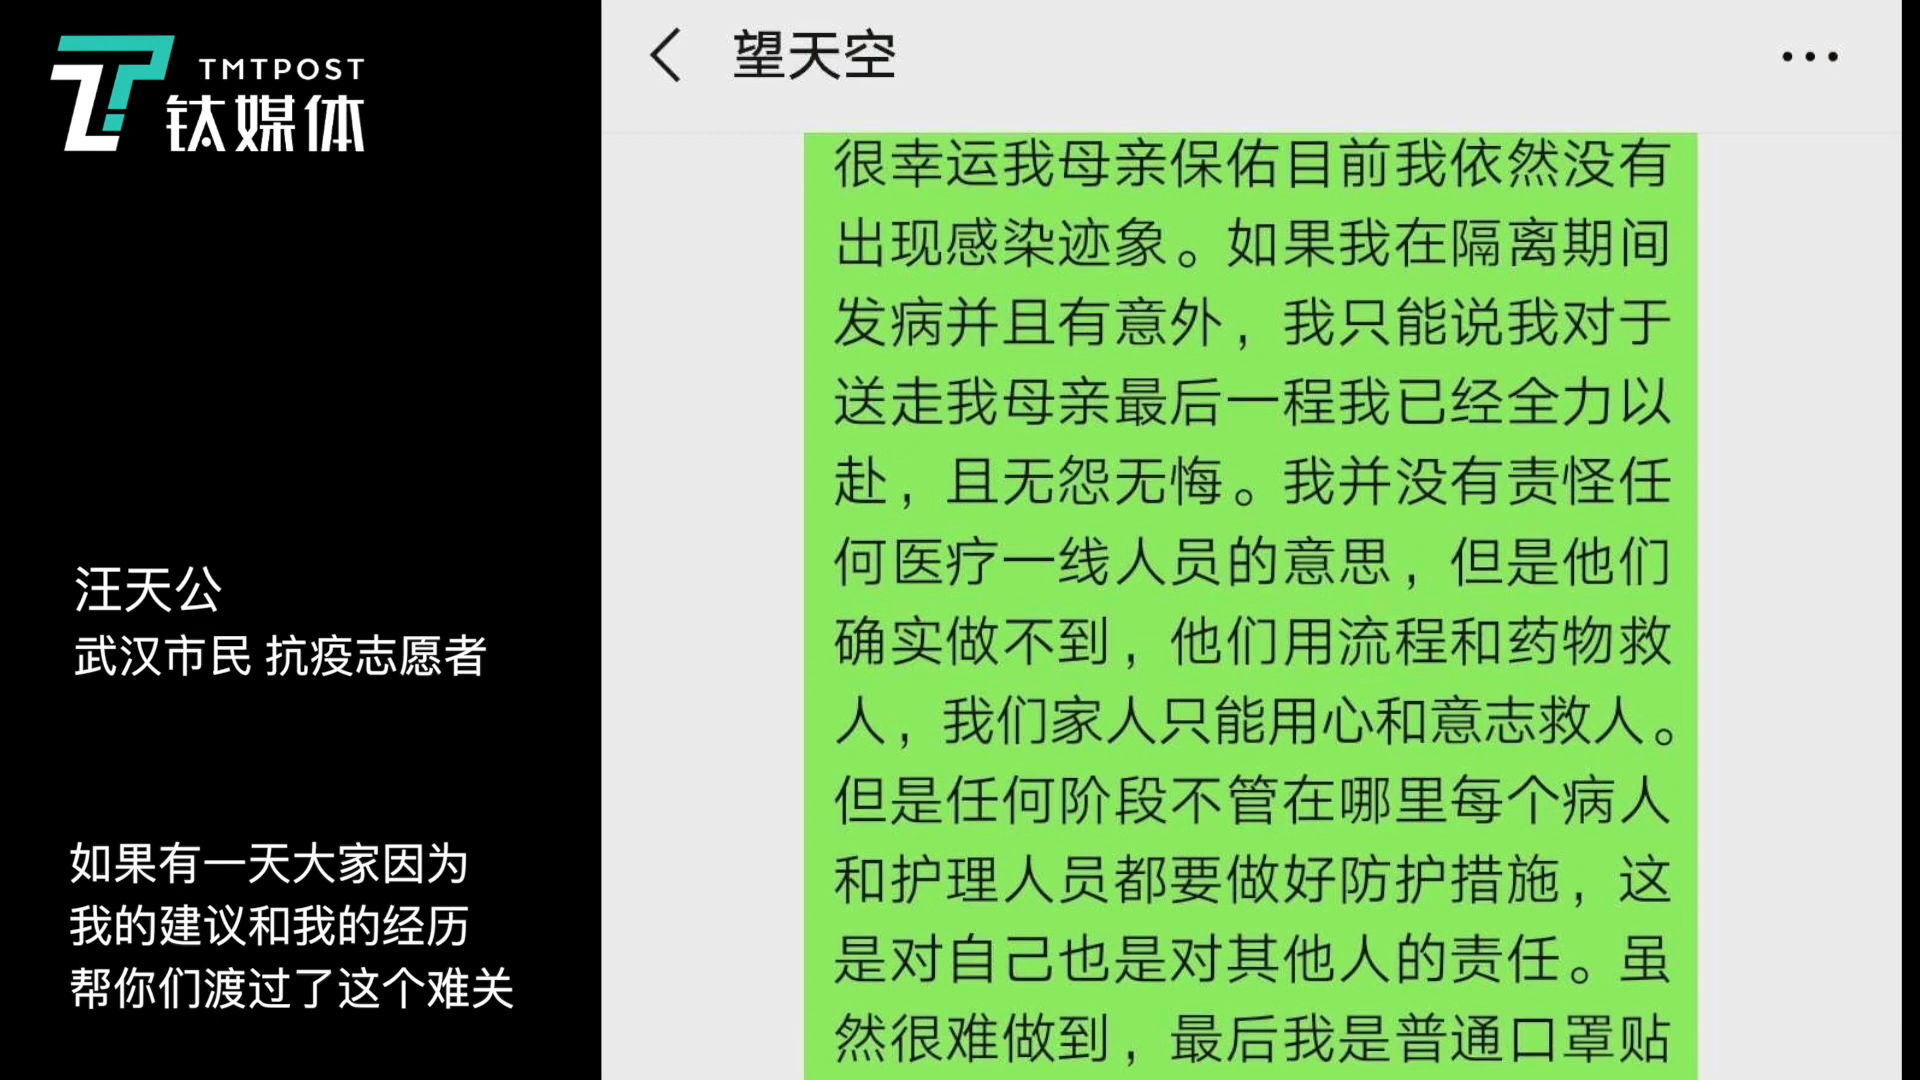 TMTPOST
钛媒体
汪天公
武汉市民 抗疫志愿者
如果有一天大家因为
我的建议和我的经历
帮你们渡过了这个难关
望天空
很幸运我母亲保佑目前我依然没有
出现感染迹象。如果我在隔离期间
发病并且有意外，我只能说我对于
送走我母亲最后一程我已经全力以
赴，且无怨无悔。我并没有责怪任
何医疗一线人员的意思，但是他们
确实做不到，他们用流程和药物救
人，我们家人只能用心和意志救人。
但是任何阶段不管在哪里每个病人
和护理人员都要做好防护措施，这
是对自己也是对其他人的责任。虽
然很难做到，最后我是普通口罩贴